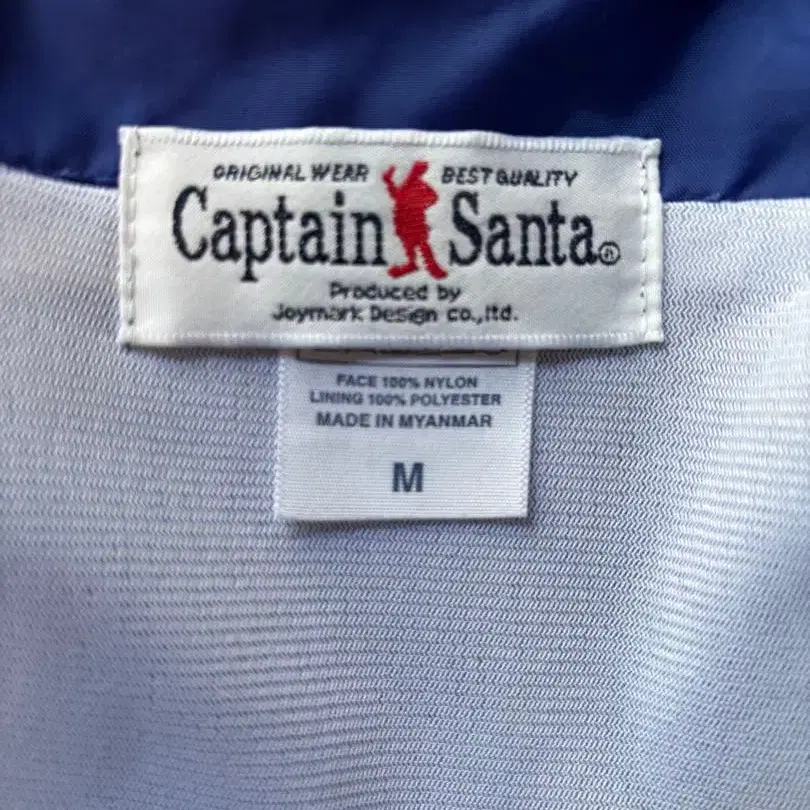 ORIGINAL WEAR BEST QUALITY
Captain Santa®
Produced by
Joymark Design co.,ltd.
FACE 100% NYLON
LINING 100% POLYESTER
MADE IN MYANMAR
M